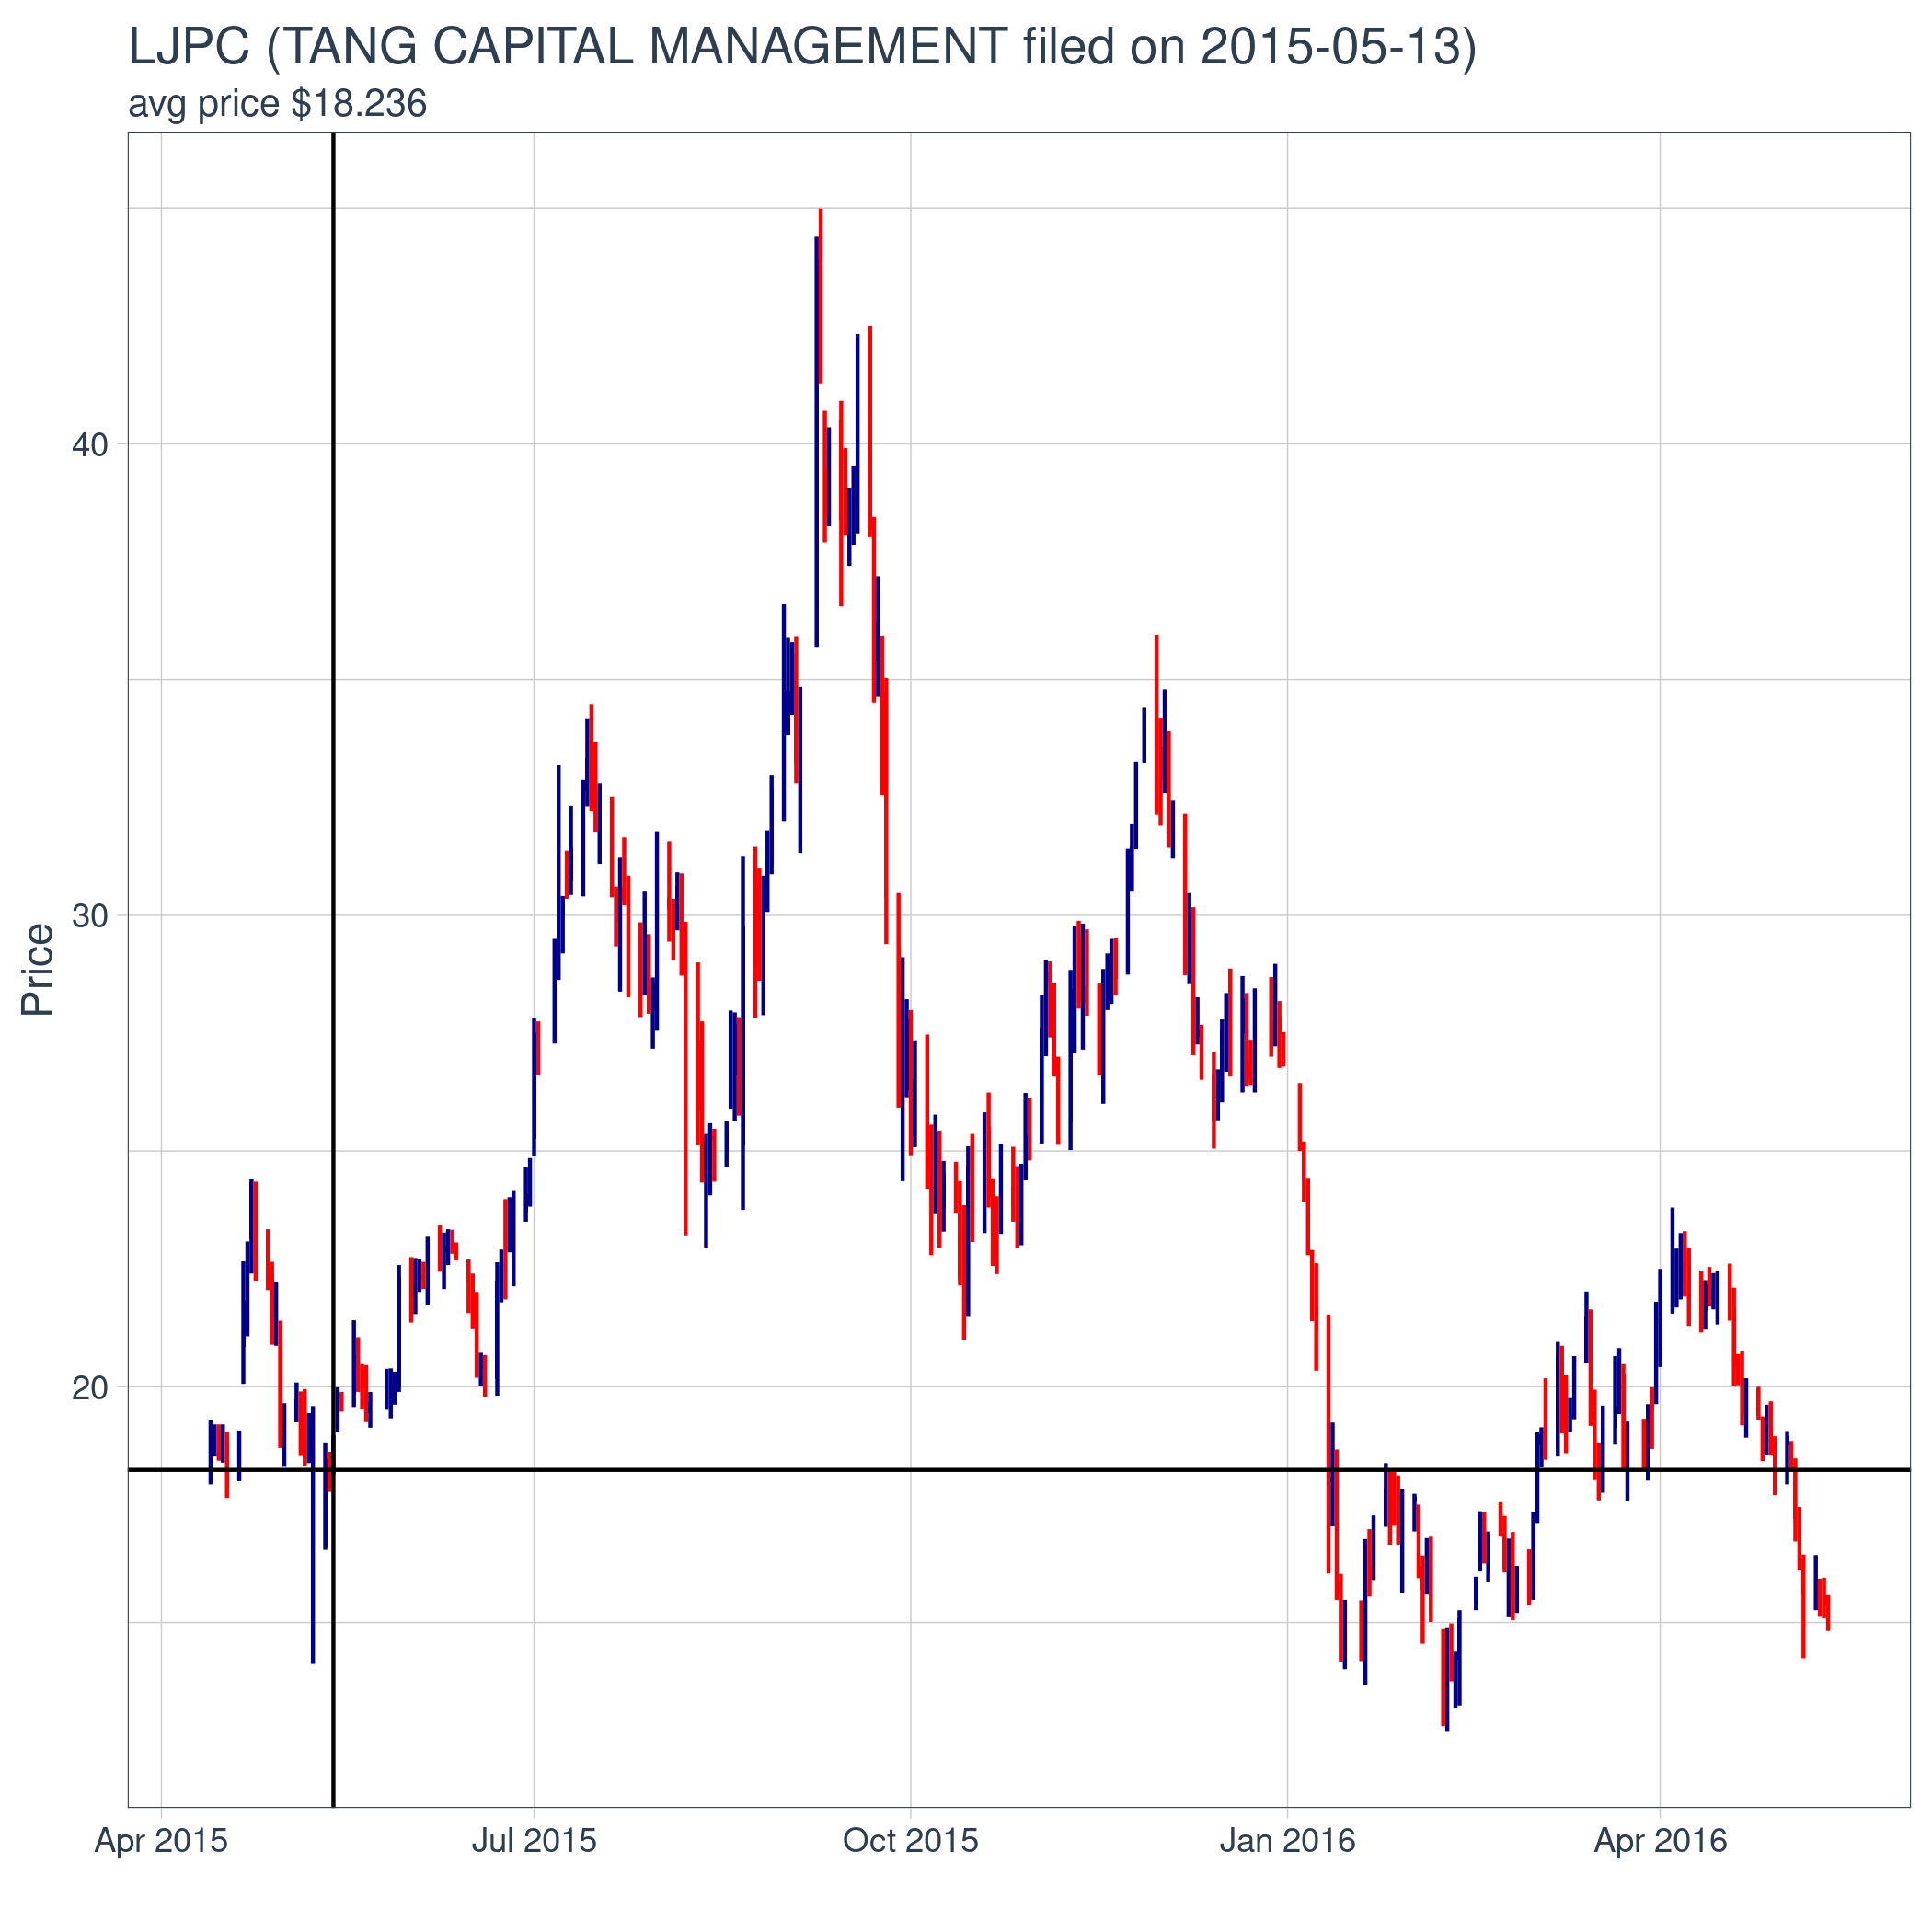 LJPC (TANG CAPITAL MANAGEMENT filed on 2015-05-13)
avg price $18.236
Price
40
30
20
Apr 2015
Jul 2015
Oct 2015
Jan 2016
Apr 2016